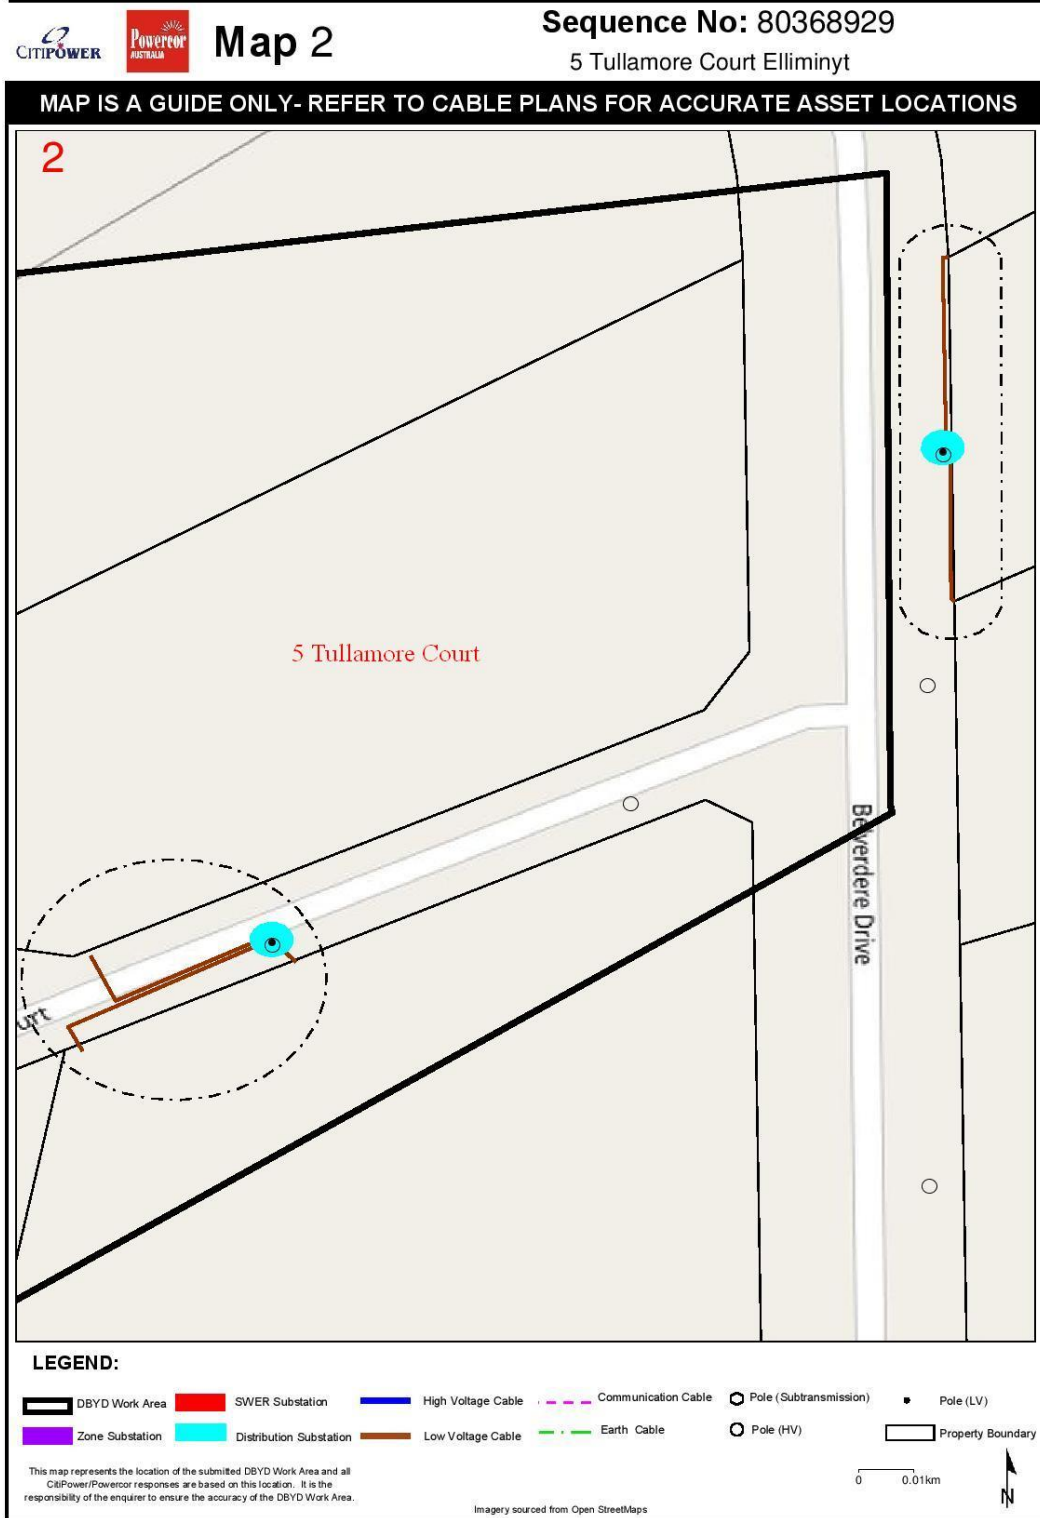 CITIPOWER
Powercor
AUSTRALIA
Map 2
Sequence No: 80368929
5 Tullamore Court Elliminyt
MAP IS A GUIDE ONLY- REFER TO CABLE PLANS FOR ACCURATE ASSET LOCATIONS
2
5 Tullamore Court
Belverdere Drive
urt
LEGEND:
DBYD Work Area
SWER Substation
High Voltage Cable
Communication Cable
Pole (Subtransmission)
Pole (LV)
Zone Substation
Distribution Substation
Low Voltage Cable
Earth Cable
Pole (HV)
Property Boundary
This map represents the location of the submitted DBYD Work Area and all
CitiPower/Powercor responses are based on this location. It is the
responsibility of the enquirer to ensure the accuracy of the DBYD Work Area.
Imagery sourced from Open StreetMaps
0 0.01km
N